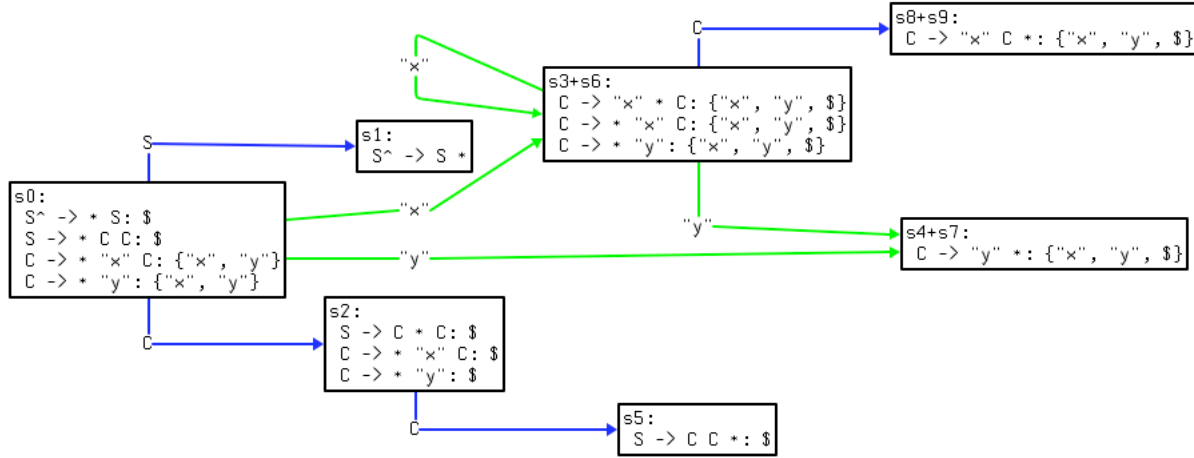 C
s8+s9:
C -> "x" C *: {"x", "y", $}
"x"
s3+s6:
C -> "x" * C: {"x", "y", $}
C -> * "x" C: {"x", "y", $}
C -> * "y": {"x", "y", $}
S
s1:
S^ -> S *
s0:
S^ -> * S: $
S -> * C C: $
C -> * "x" C: {"x", "y"}
C -> * "y": {"x", "y"}
"x"
"y"
"y"
s4+s7:
C -> "y" *: {"x", "y", $}
C
s2:
S -> C * C: $
C -> * "x" C: $
C -> * "y": $
C
s5:
S -> C C *: $